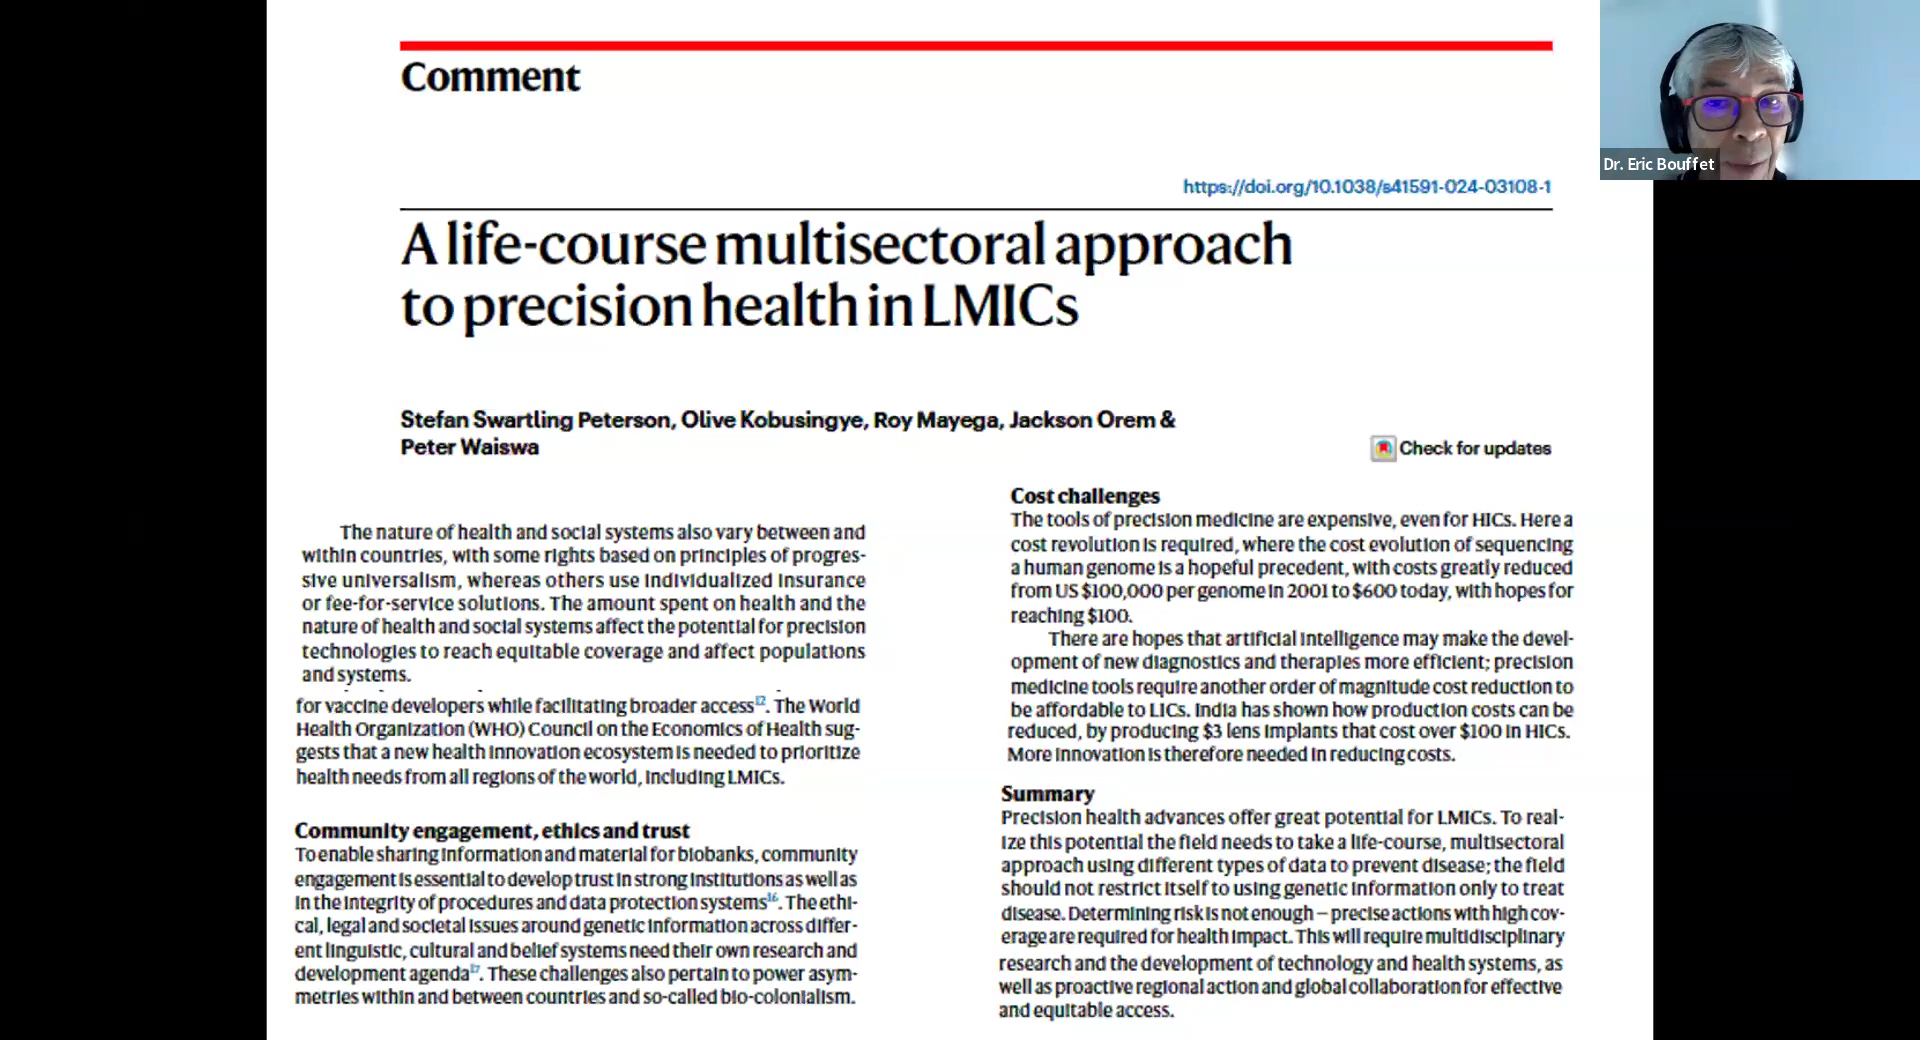 Comment
https://doi.org/10.1038/s41591-024-03108-1
A life-course multisectoral approach
to precision health in LMICs
Stefan Swartling Peterson, Olive Kobusingye, Roy Mayega, Jackson Orem &
Peter Waiswa
Check for updates
The nature of health and social systems also vary between and
within countries, with some rights based on principles of progres-
sive universalism, whereas others use individualized insurance
or fee-for-service solutions. The amount spent on health and the
nature of health and social systems affect the potential for precision
technologies to reach equitable coverage and affect populations
and systems.
for vaccine developers while facilitating broader access12. The World
Health Organization (WHO) Council on the Economics of Health sug-
gests that a new health innovation ecosystem is needed to prioritize
health needs from all regions of the world, including LMICs.
Community engagement, ethics and trust
To enable sharing information and material for biobanks, community
engagement is essential to develop trust in strong institutions as well as
in the integrity of procedures and data protection systems16. The ethi-
cal, legal and societal issues around genetic information across differ-
ent linguistic, cultural and belief systems need their own research and
development agenda17. These challenges also pertain to power asym-
metries within and between countries and so-called bio-colonialism.
Cost challenges
The tools of precision medicine are expensive, even for HICs. Here a
cost revolution is required, where the cost evolution of sequencing
a human genome is a hopeful precedent, with costs greatly reduced
from US $100,000 per genome in 2001 to $600 today, with hopes for
reaching $100.
There are hopes that artificial intelligence may make the devel-
opment of new diagnostics and therapies more efficient; precision
medicine tools require another order of magnitude cost reduction to
be affordable to LICs. India has shown how production costs can be
reduced, by producing $3 lens implants that cost over $100 in HICs.
More innovation is therefore needed in reducing costs.
Summary
Precision health advances offer great potential for LMICs. To real-
ize this potential the field needs to take a life-course, multisectoral
approach using different types of data to prevent disease; the field
should not restrict itself to using genetic information only to treat
disease. Determining risk is not enough – precise actions with high cov-
erage are required for health impact. This will require multidisciplinary
research and the development of technology and health systems, as
well as proactive regional action and global collaboration for effective
and equitable access.
Dr. Eric Bouffet